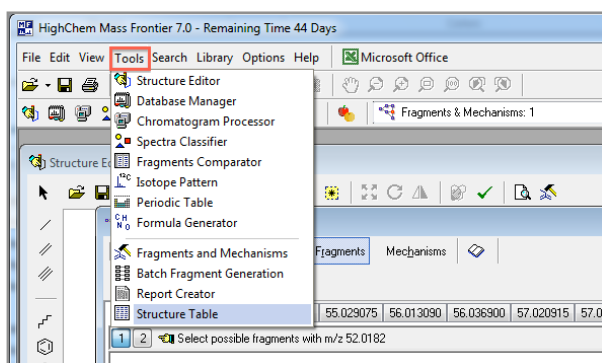 HighChem Mass Frontier 7.0 - Remaining Time 44 Days
File Edit View Tools Search Library Options Help Microsoft Office
Structure Editor
Database Manager
Chromatogram Processor
Fragments & Mechanisms: 1
Spectra Classifier
Structure Ed
Fragments Comparator
Isotope Pattern
Periodic Table
Formula Generator
Fragments and Mechanisms
Fragments Mechanisms
Batch Fragment Generation
Report Creator
Structure Table
55.029075 56.013090 56.036900 57.020915 57.0
1 2 Select possible fragments with m/z 52.0182